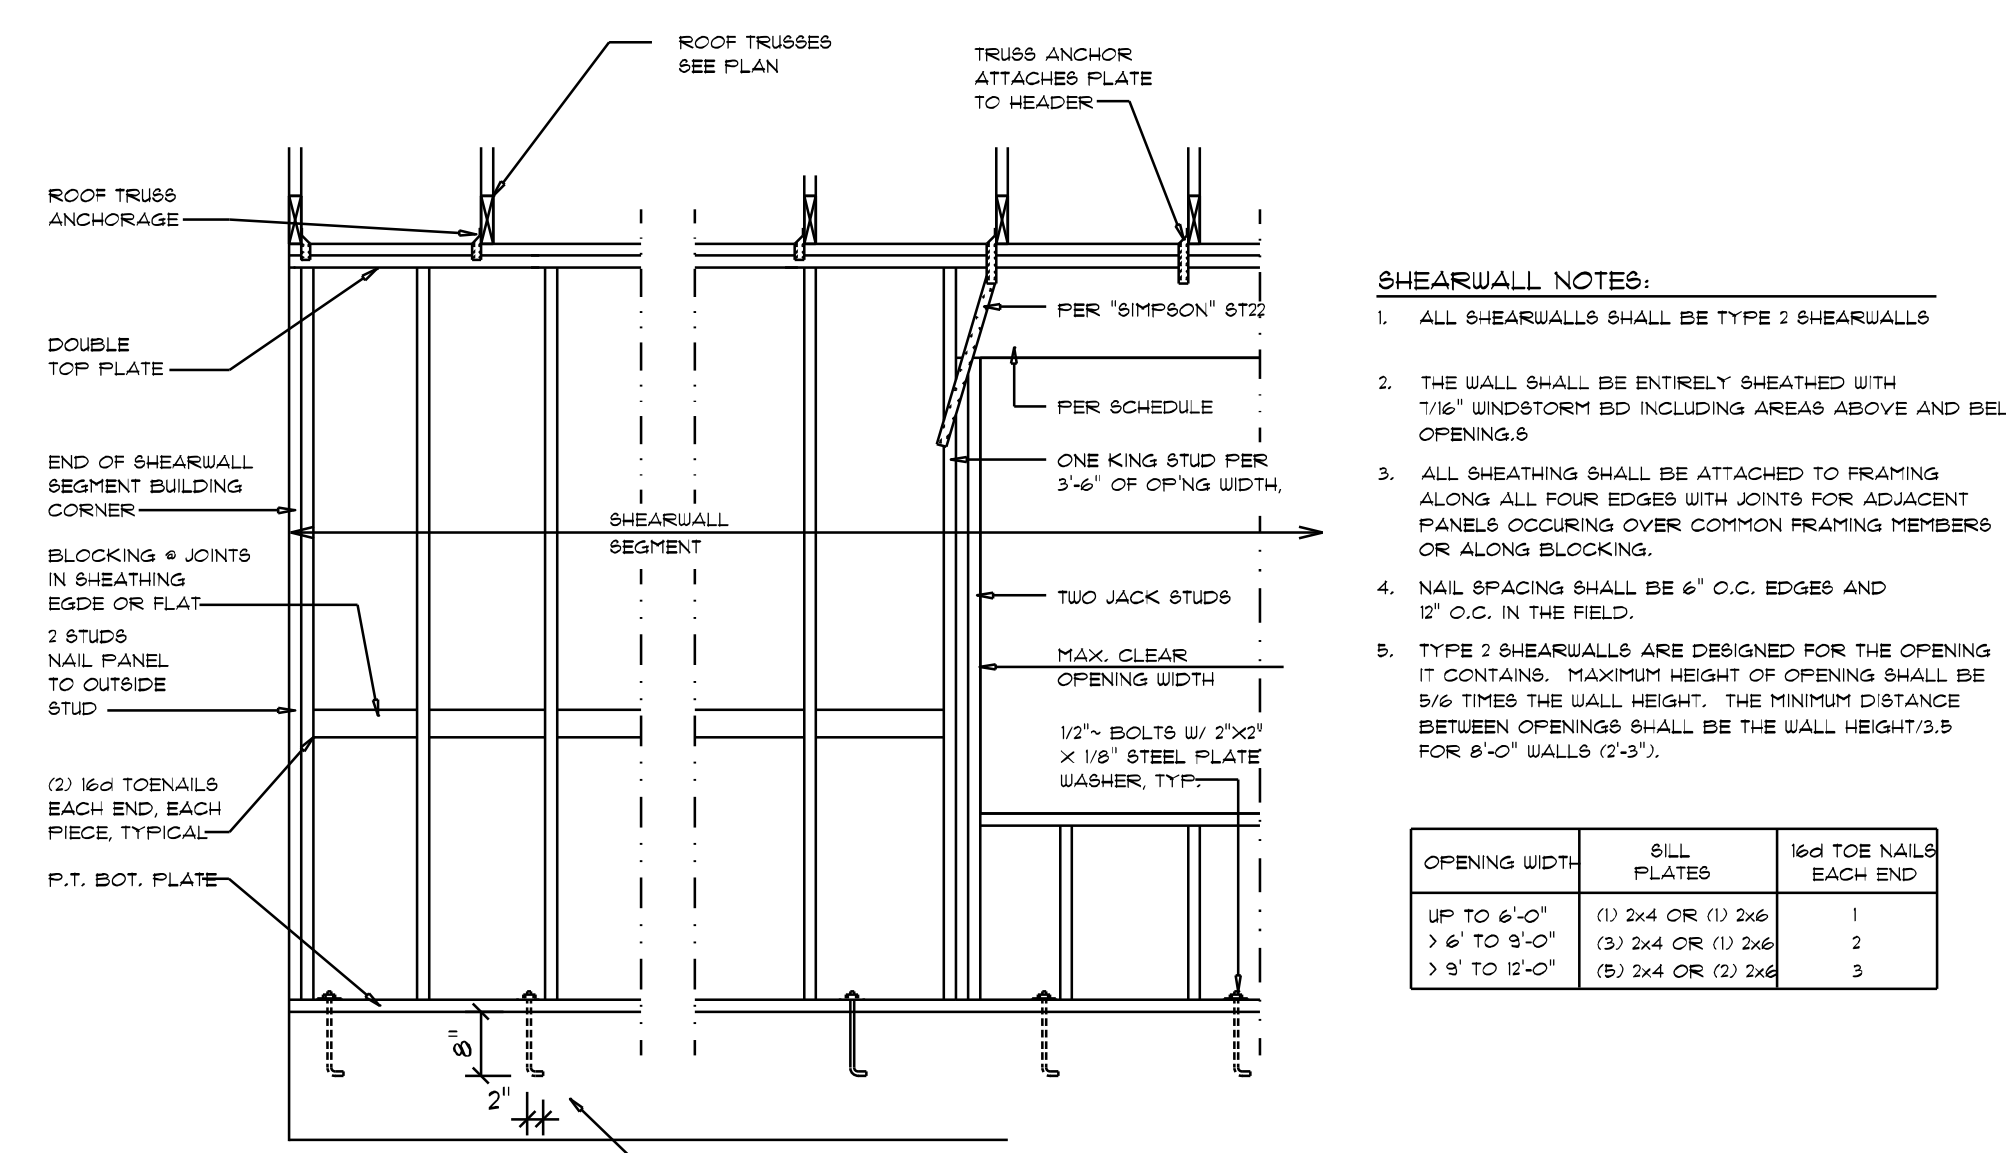 ROOF TRUSSES
SEE PLAN
TRUSS ANCHOR
ATTACHES PLATE
TO HEADER
ROOF TRUSS
ANCHORAGE
DOUBLE
TOP PLATE
END OF SHEARWALL
SEGMENT BUILDING
CORNER
BLOCKING @ JOINTS
IN SHEATHING
EGDE OR FLAT
2 STUDS
NAIL PANEL
TO OUTSIDE
STUD
(2) 16d TOENAILS
EACH END, EACH
PIECE, TYPICAL
P.T. BOT. PLATE
SHEARWALL
SEGMENT
8"
2"
PER "SIMPSON" ST22
PER SCHEDULE
ONE KING STUD PER
3'-6" OF OP'NG WIDTH,
TWO JACK STUDS
MAX. CLEAR
OPENING WIDTH
1/2"~ BOLTS W/ 2"X2"
X 1/8" STEEL PLATE
WASHER, TYP.
SHEARWALL NOTES:
1. ALL SHEARWALLS SHALL BE TYPE 2 SHEARWALLS
2. THE WALL SHALL BE ENTIRELY SHEATHED WITH
7/16" WINDSTORM BD INCLUDING AREAS ABOVE AND BEL
OPENING.S
3. ALL SHEATHING SHALL BE ATTACHED TO FRAMING
ALONG ALL FOUR EDGES WITH JOINTS FOR ADJACENT
PANELS OCCURING OVER COMMON FRAMING MEMBERS
OR ALONG BLOCKING.
4. NAIL SPACING SHALL BE 6" O.C. EDGES AND
12" O.C. IN THE FIELD.
5. TYPE 2 SHEARWALLS ARE DESIGNED FOR THE OPENING
IT CONTAINS. MAXIMUM HEIGHT OF OPENING SHALL BE
5/6 TIMES THE WALL HEIGHT. THE MINIMUM DISTANCE
BETWEEN OPENINGS SHALL BE THE WALL HEIGHT/3.5
FOR 8'-0" WALLS (2'-3").
OPENING WIDTH
SILL
PLATES
16d TOE NAILS
EACH END
UP TO 6'-0" (1) 2x4 OR (1) 2x6 1
> 6' TO 9'-0" (3) 2x4 OR (1) 2x6 2
> 9' TO 12'-0" (5) 2x4 OR (2) 2x6 3